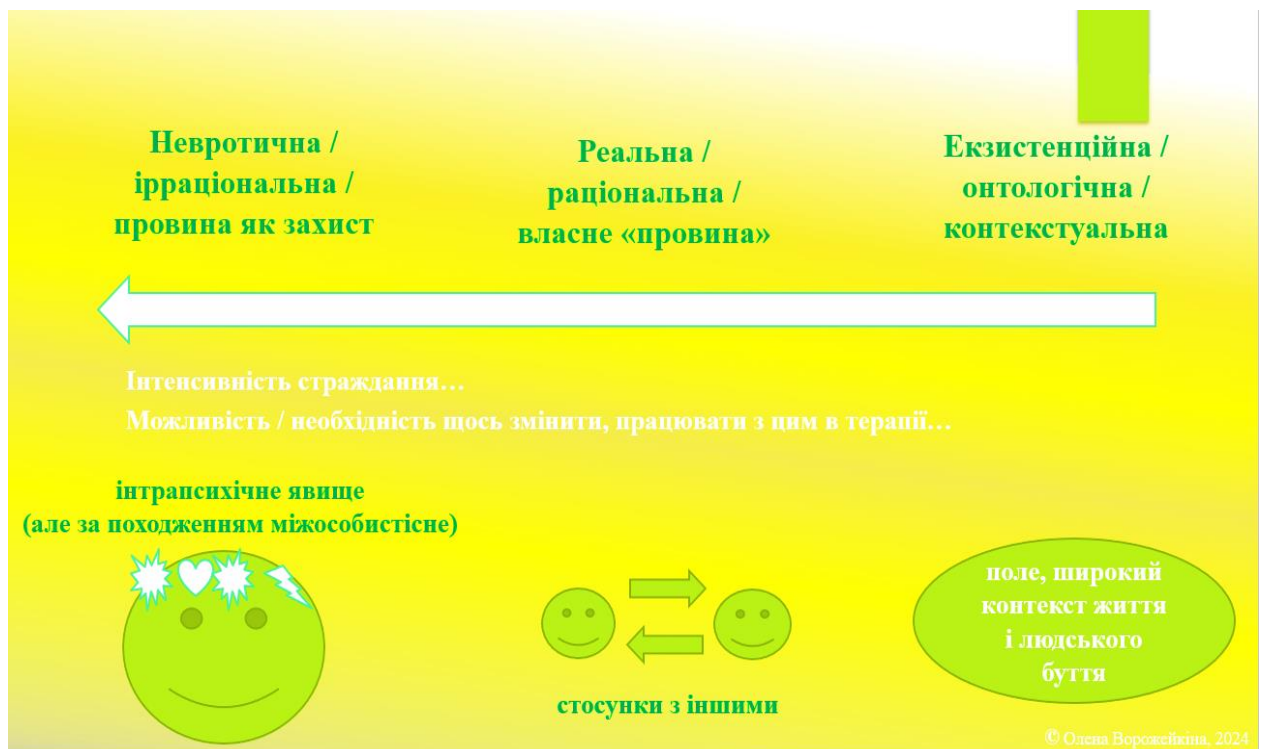 Невротична /
ірраціональна /
провина як захист
Реальна /
раціональна /
власне «провина»
Екзистенційна /
онтологічна /
контекстуальна
Інтенсивність страждання…
Можливість / необхідність щось змінити, працювати з цим в терапії…
інтрапсихічне явище
(але за походженням міжособистісне)
стосунки з іншими
поле, широкий
контекст життя
і людського
буття
© Олена Ворожейкіна, 2024